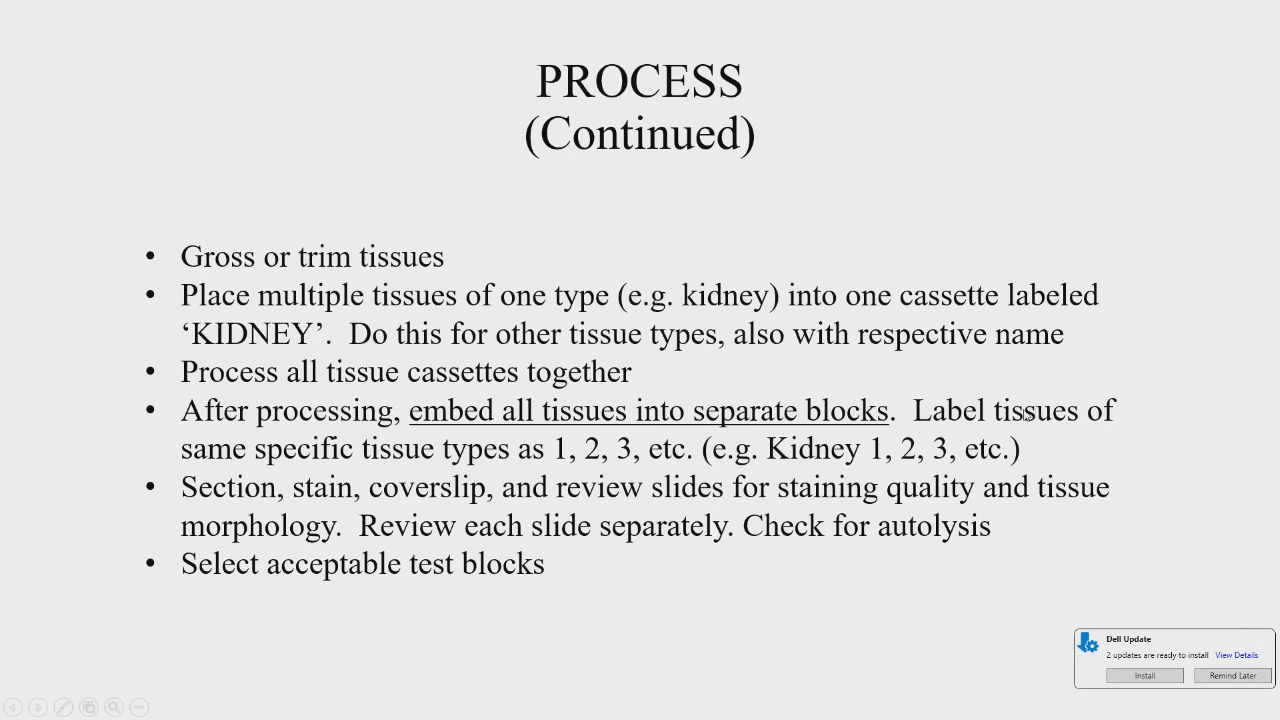 PROCESS
(Continued)
• Gross or trim tissues
• Place multiple tissues of one type (e.g. kidney) into one cassette labeled
‘KIDNEY’.  Do this for other tissue types, also with respective name
• Process all tissue cassettes together
• After processing, embed all tissues into separate blocks.  Label tissues of
same specific tissue types as 1, 2, 3, etc. (e.g. Kidney 1, 2, 3, etc.)
• Section, stain, coverslip, and review slides for staining quality and tissue
morphology.  Review each slide separately. Check for autolysis
• Select acceptable test blocks
Dell Update
2 updates are ready to install View Details
Install Remind Later